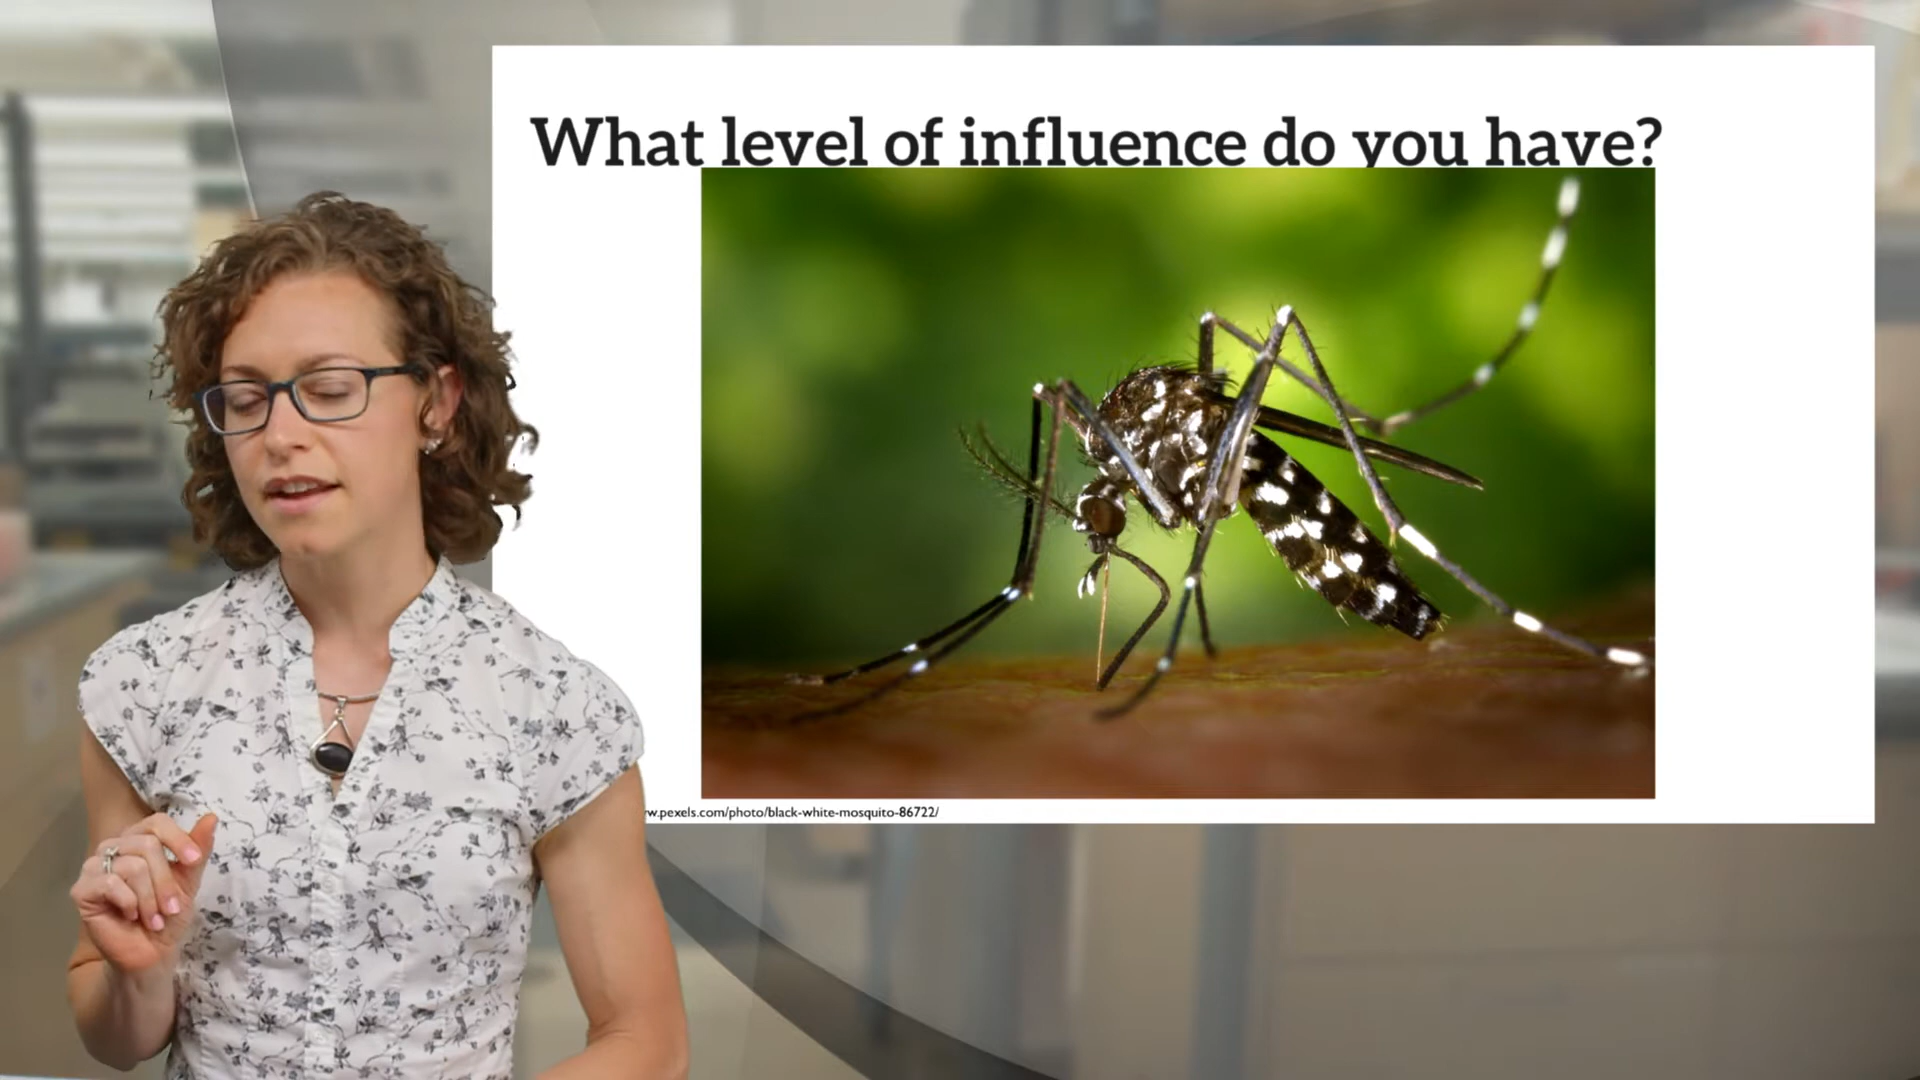 What level of influence do you have?
w.pexels.com/photo/black-white-mosquito-86722/